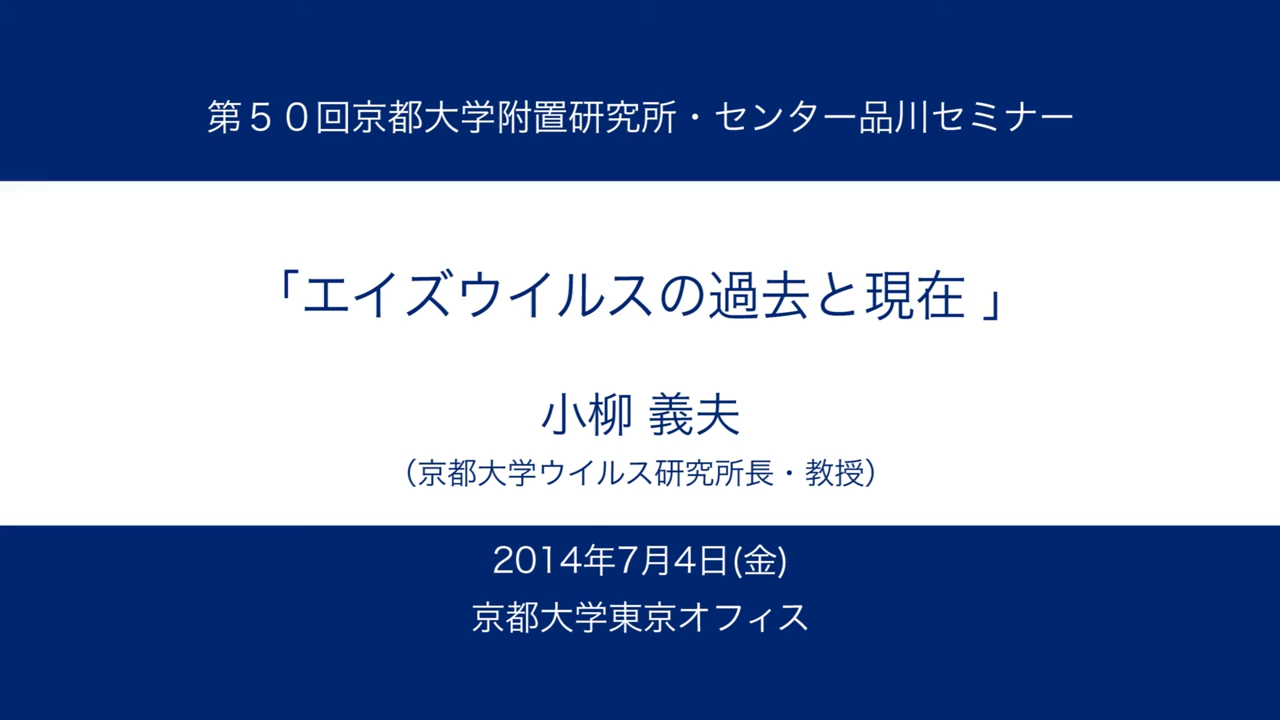 第５０回京都大学附置研究所・センター品川セミナー
「エイズウイルスの過去と現在 」
小柳 義夫
（京都大学ウイルス研究所長・教授）
2014年7月4日(金)
京都大学東京オフィス